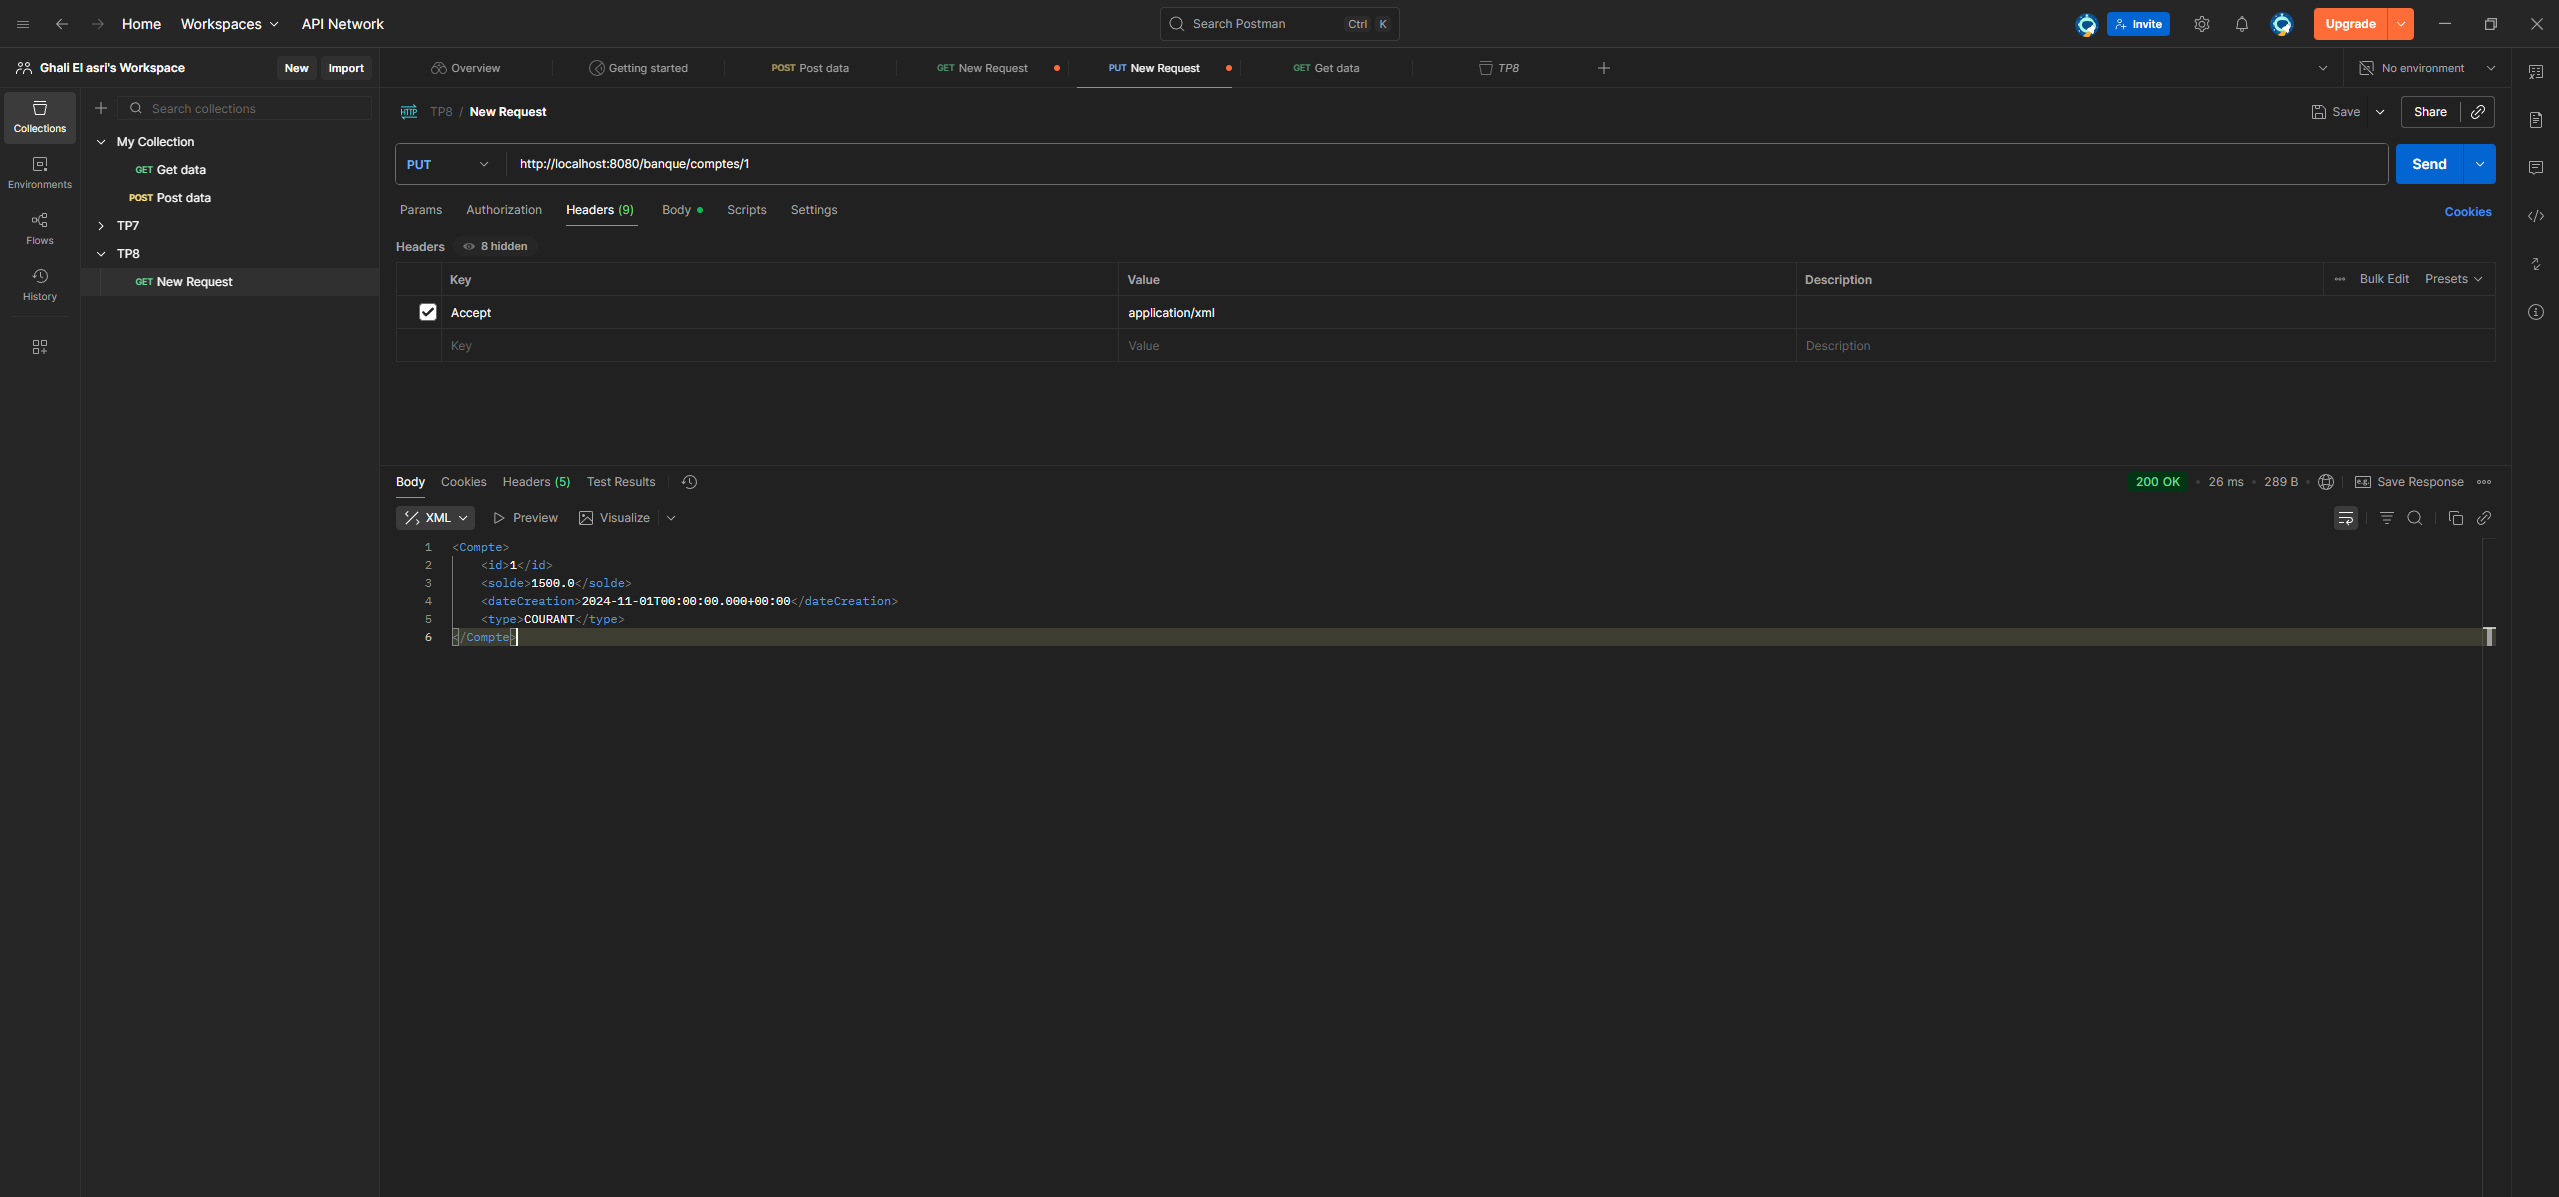 Home Workspaces API Network Search Postman Ctrl K Invite Upgrade
Ghali El asri's Workspace New Import
Overview Getting started POST Post data GET New Request PUT New Request GET Get data TP8 No environment
Collections
Environments
Flows
History
Search collections
My Collection
GET Get data
POST Post data
TP7
TP8
GET New Request
HTTP TP8 / New Request Save Share
PUT http://localhost:8080/banque/comptes/1 Send
Params Authorization Headers (9) Body Scripts Settings Cookies
Headers 8 hidden
Key Value Description Bulk Edit Presets
Accept application/xml
Key Value Description
Body Cookies Headers (5) Test Results 200 OK 26 ms 289 B e.g. Save Response
XML Preview Visualize
1 <Compte>
2 <id>1</id>
3 <solde>1500.0</solde>
4 <dateCreation>2024-11-01T00:00:00.000+00:00</dateCreation>
5 <type>COURANT</type>
6 </Compte>